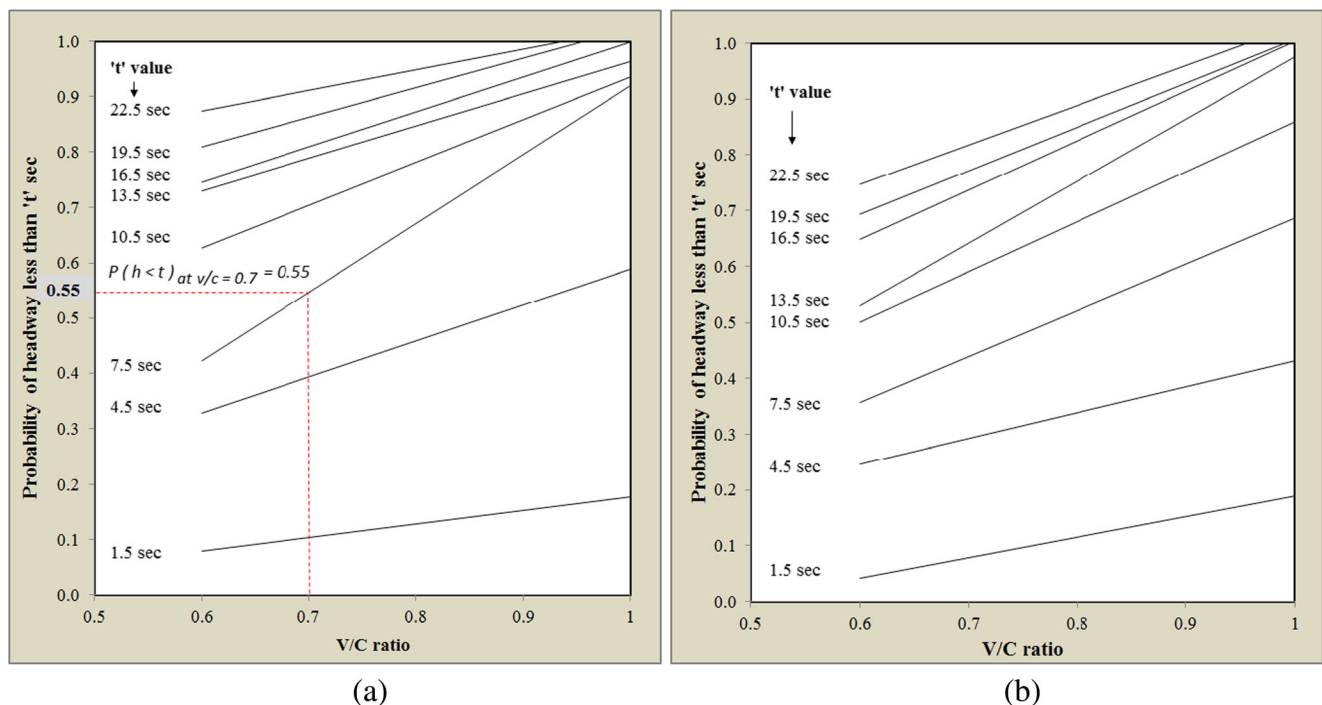 1.0
0.9
0.8
0.7
0.6
0.55
0.5
0.4
0.3
0.2
0.1
0.0
Probability of headway less than 't' sec
't' value
22.5 sec
19.5 sec
16.5 sec
13.5 sec
10.5 sec
P ( h < t ) at v/c = 0.7 = 0.55
7.5 sec
4.5 sec
1.5 sec
0.5 0.6 0.7 0.8 0.9 1
V/C ratio
(a)
1.0
0.9
0.8
0.7
0.6
0.5
0.4
0.3
0.2
0.1
0.0
Probability of headway less than 't' sec
't' value
22.5 sec
19.5 sec
16.5 sec
13.5 sec
10.5 sec
7.5 sec
4.5 sec
1.5 sec
0.5 0.6 0.7 0.8 0.9 1
V/C ratio
(b)